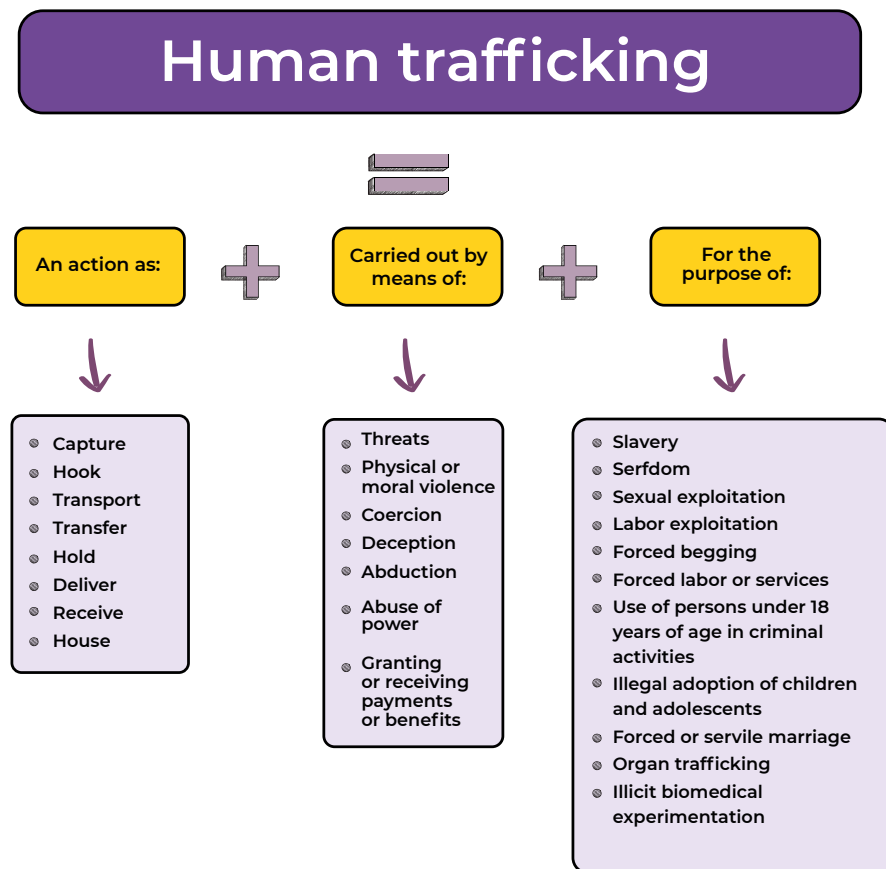 Human trafficking
An action as:
Carried out by
means of:
For the
purpose of:
Capture
Hook
Transport
Transfer
Hold
Deliver
Receive
House
Threats
Physical or
moral violence
Coercion
Deception
Abduction
Abuse of
power
Granting
or receiving
payments
or benefits
Slavery
Serfdom
Sexual exploitation
Labor exploitation
Forced begging
Forced labor or services
Use of persons under 18
years of age in criminal
activities
Illegal adoption of children
and adolescents
Forced or servile marriage
Organ trafficking
Illicit biomedical
experimentation